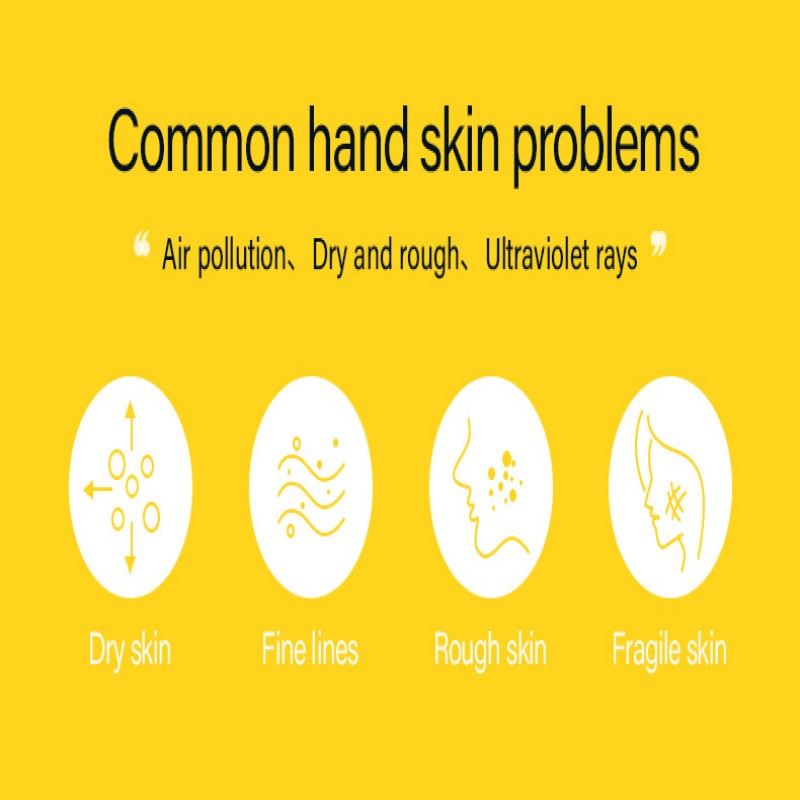 Common hand skin problems
❝ Air pollution、Dry and rough、Ultraviolet rays ❞
Dry skin
Fine lines
Rough skin
Fragile skin